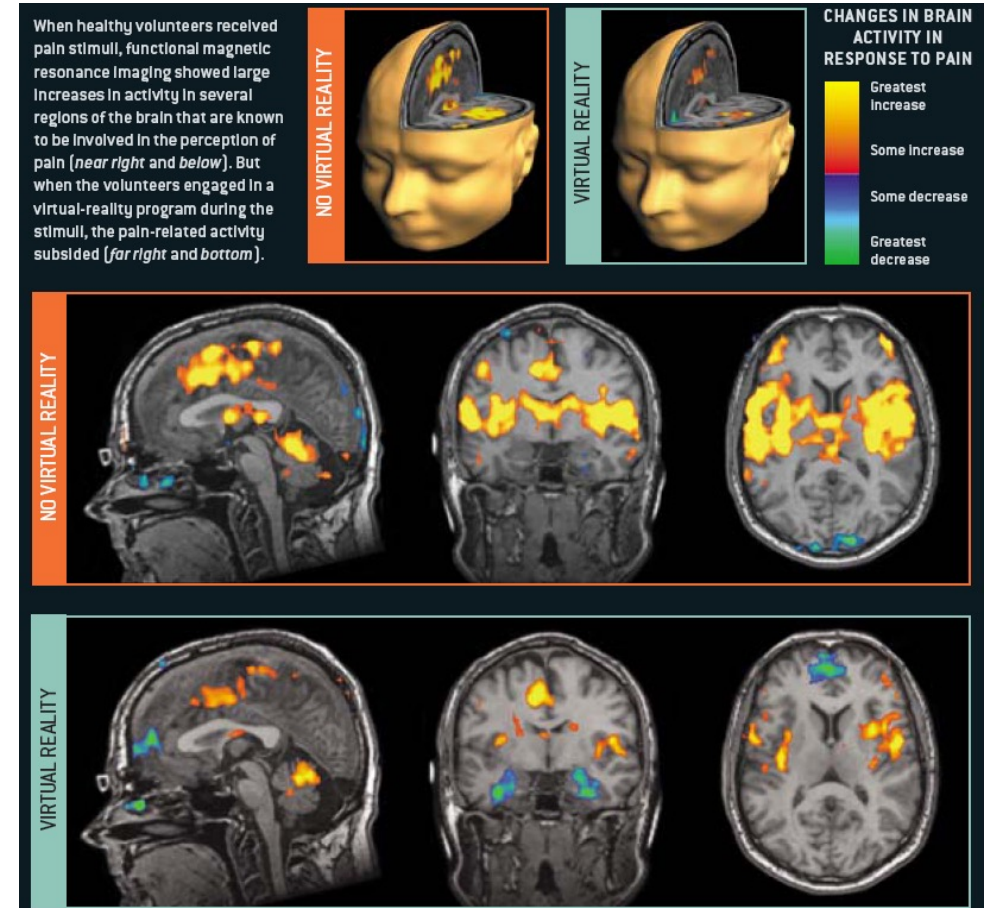 When healthy volunteers received
pain stimuli, functional magnetic
resonance imaging showed large
increases in activity in several
regions of the brain that are known
to be involved in the perception of
pain (near right and below). But
when the volunteers engaged in a
virtual-reality program during the
stimuli, the pain-related activity
subsided (far right and bottom).
NO VIRTUAL REALITY
VIRTUAL REALITY
CHANGES IN BRAIN
ACTIVITY IN
RESPONSE TO PAIN
Greatest
increase
Some increase
Some decrease
Greatest
decrease
NO VIRTUAL REALITY
VIRTUAL REALITY